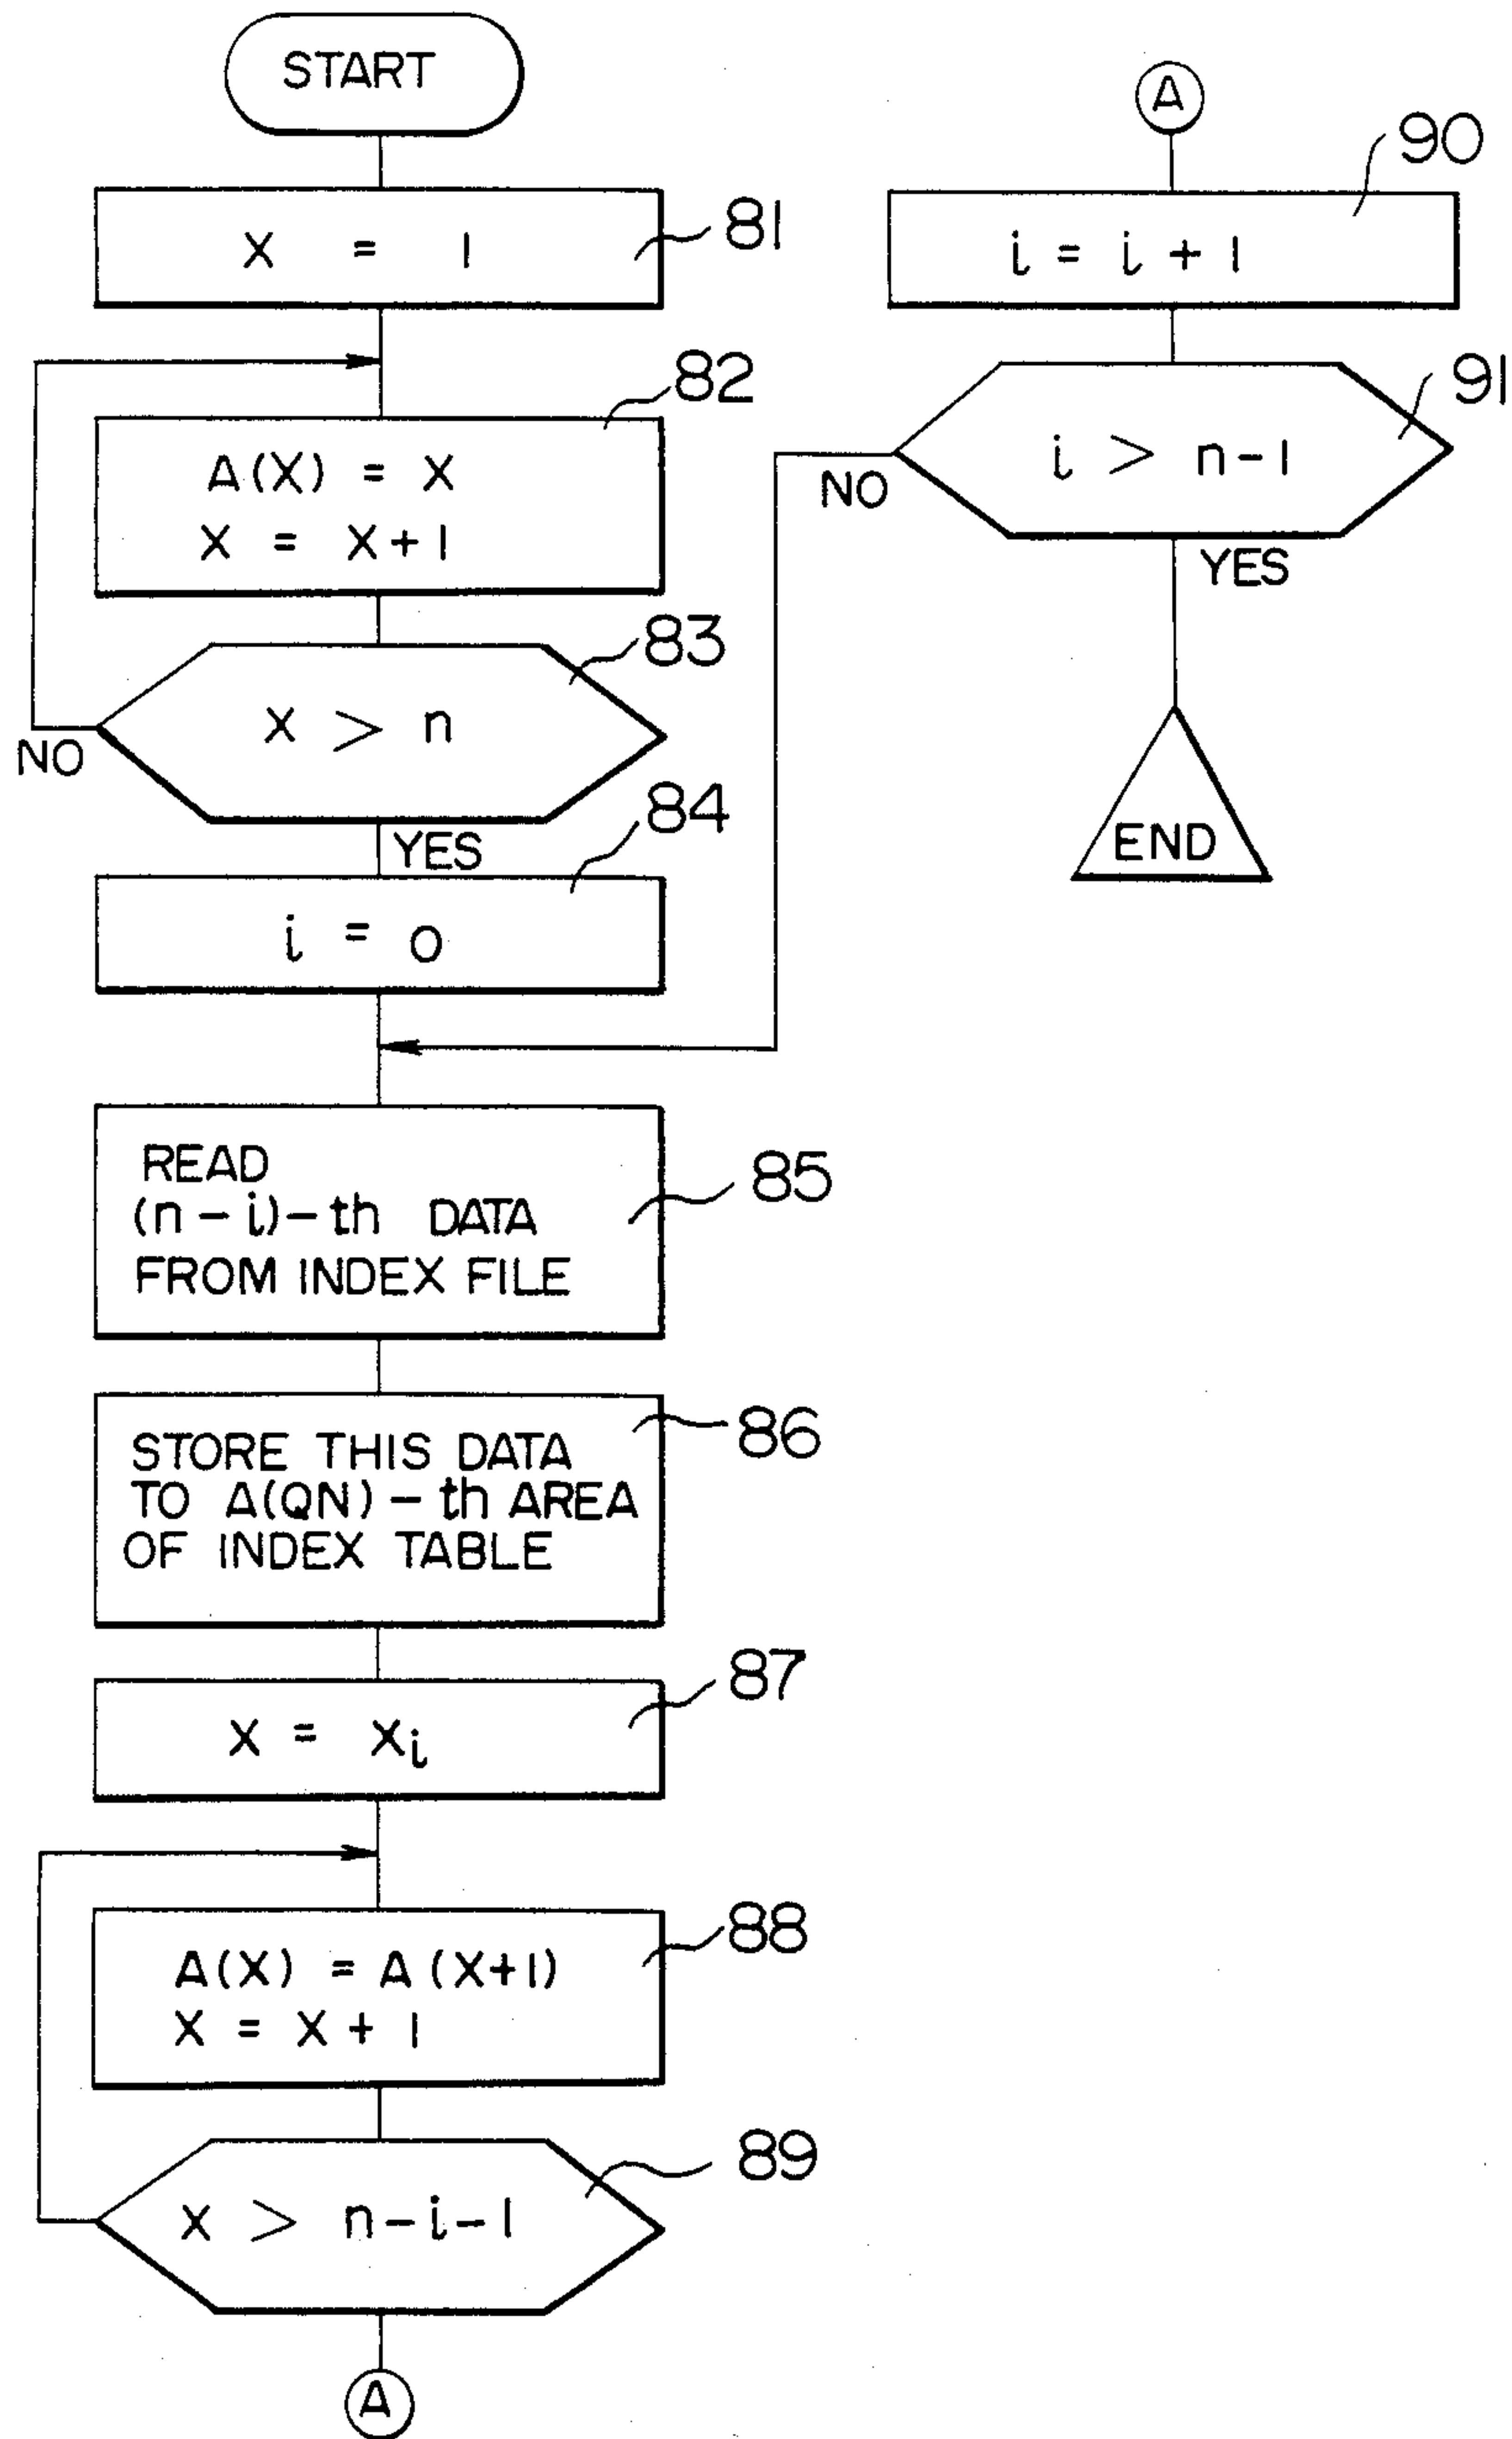 START
X = 1
81
82
A(X) = X
X = X+1
83
X > n
NO
84
YES
i = 0
READ
(n-i)-th DATA
FROM INDEX FILE
85
86
STORE THIS DATA
TO A(QN)-th AREA
OF INDEX TABLE
87
X = Xi
88
A(X) = A(X+1)
X = X + 1
89
X > n-i-1
A
A
90
i = i + 1
91
i > n-1
NO
YES
END